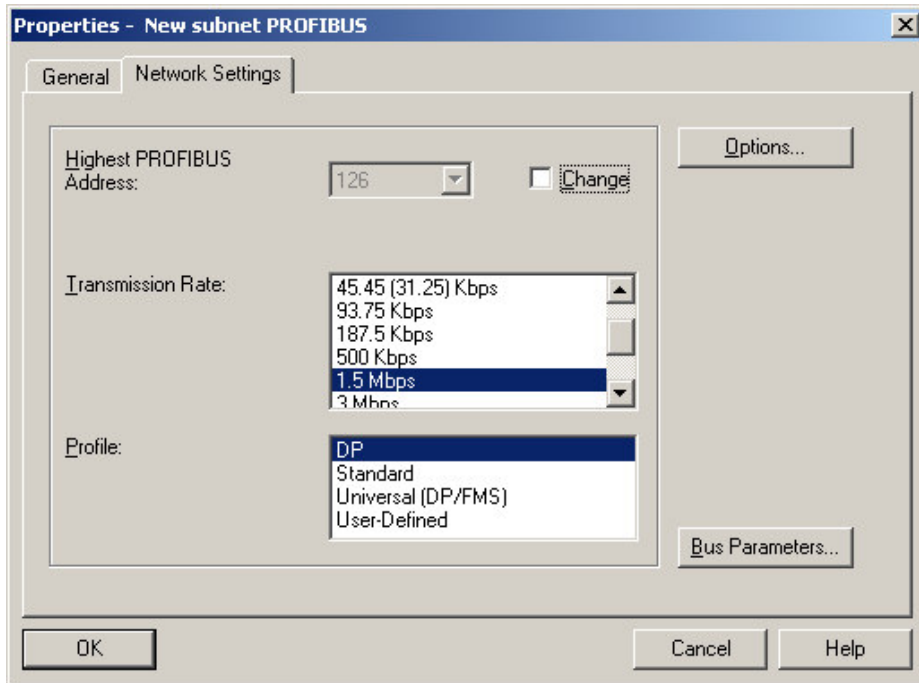 Properties - New subnet PROFIBUS
General
Network Settings
Highest PROFIBUS
Address:
126
Change
Options...
Transmission Rate:
45.45 (31.25) Kbps
93.75 Kbps
187.5 Kbps
500 Kbps
1.5 Mbps
3 Mbps
Profile:
DP
Standard
Universal (DP/FMS)
User-Defined
Bus Parameters...
OK
Cancel
Help